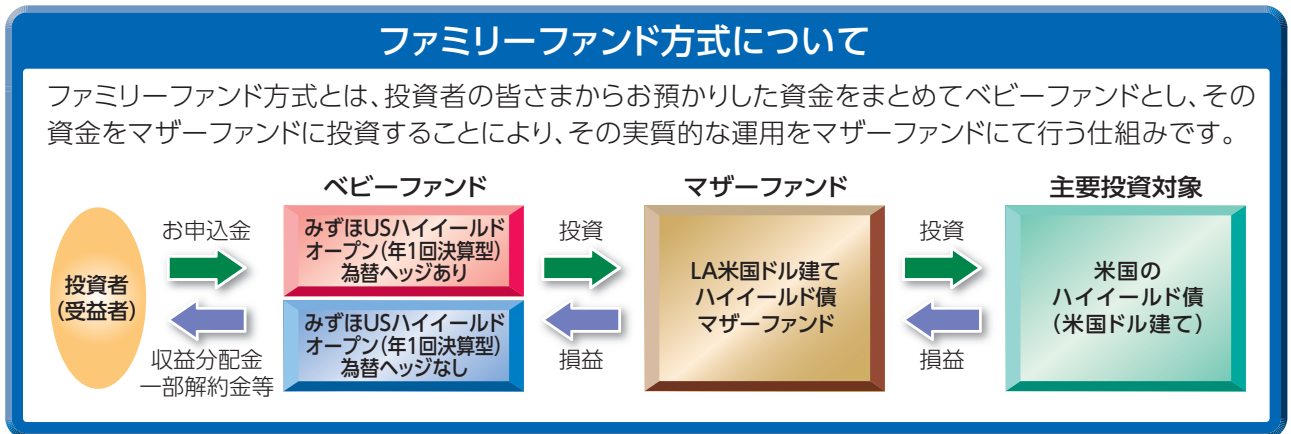 ファミリーファンド方式について
ファミリーファンド方式とは、投資者の皆さまからお預かりした資金をまとめてベビーファンドとし、その
資金をマザーファンドに投資することにより、その実質的な運用をマザーファンドにて行う仕組みです。
ベビーファンド
マザーファンド
主要投資対象
投資者
(受益者)
お申込金
収益分配金
一部解約金等
みずほUSハイイールド
オープン(年1回決算型)
為替ヘッジあり
みずほUSハイイールド
オープン(年1回決算型)
為替ヘッジなし
投資
損益
LA米国ドル建て
ハイイールド債
マザーファンド
投資
損益
米国の
ハイイールド債
(米国ドル建て)